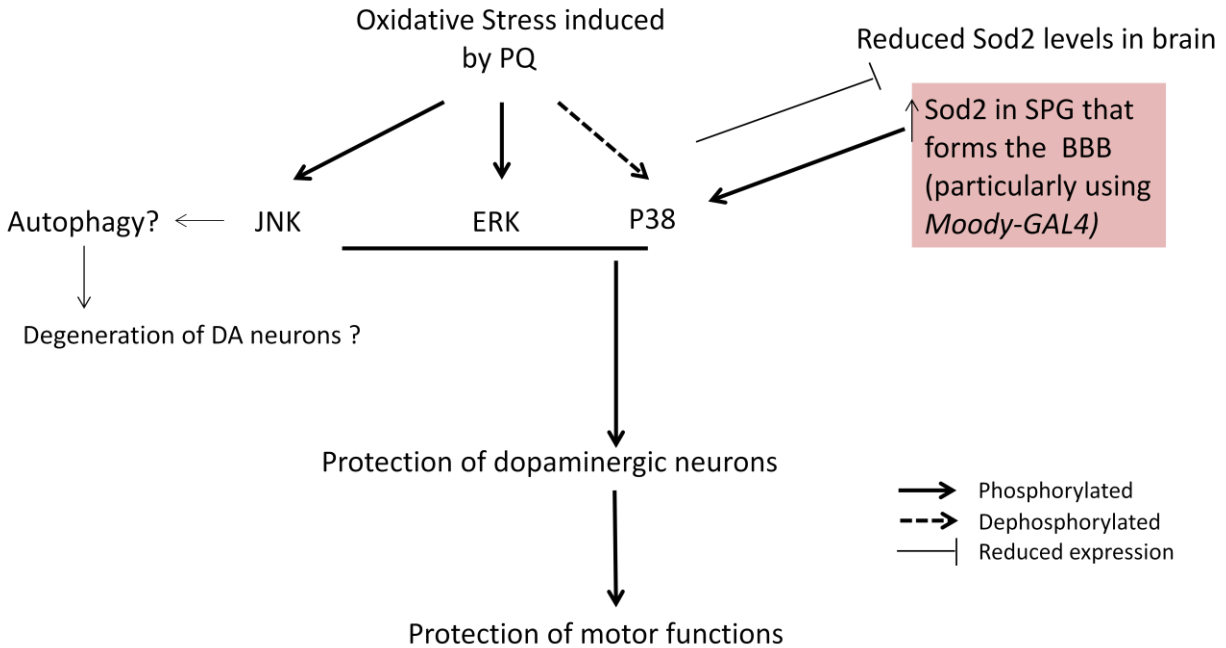 Oxidative Stress induced
by PQ
Reduced Sod2 levels in brain
Sod2 in SPG that
forms the BBB
(particularly using
Moody-GAL4)
Autophagy?
JNK
ERK
P38
Degeneration of DA neurons ?
Protection of dopaminergic neurons
Phosphorylated
Dephosphorylated
Reduced expression
Protection of motor functions